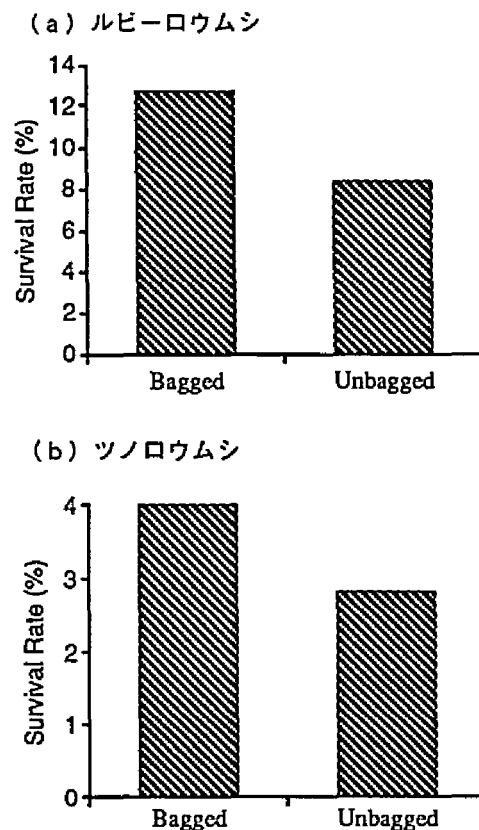 (a) ルビーロウムシ
14
12
10
8
6
4
2
0
Survival Rate (%)
Bagged Unbagged
(b) ツノロウムシ
4
3
2
1
0
Survival Rate (%)
Bagged Unbagged